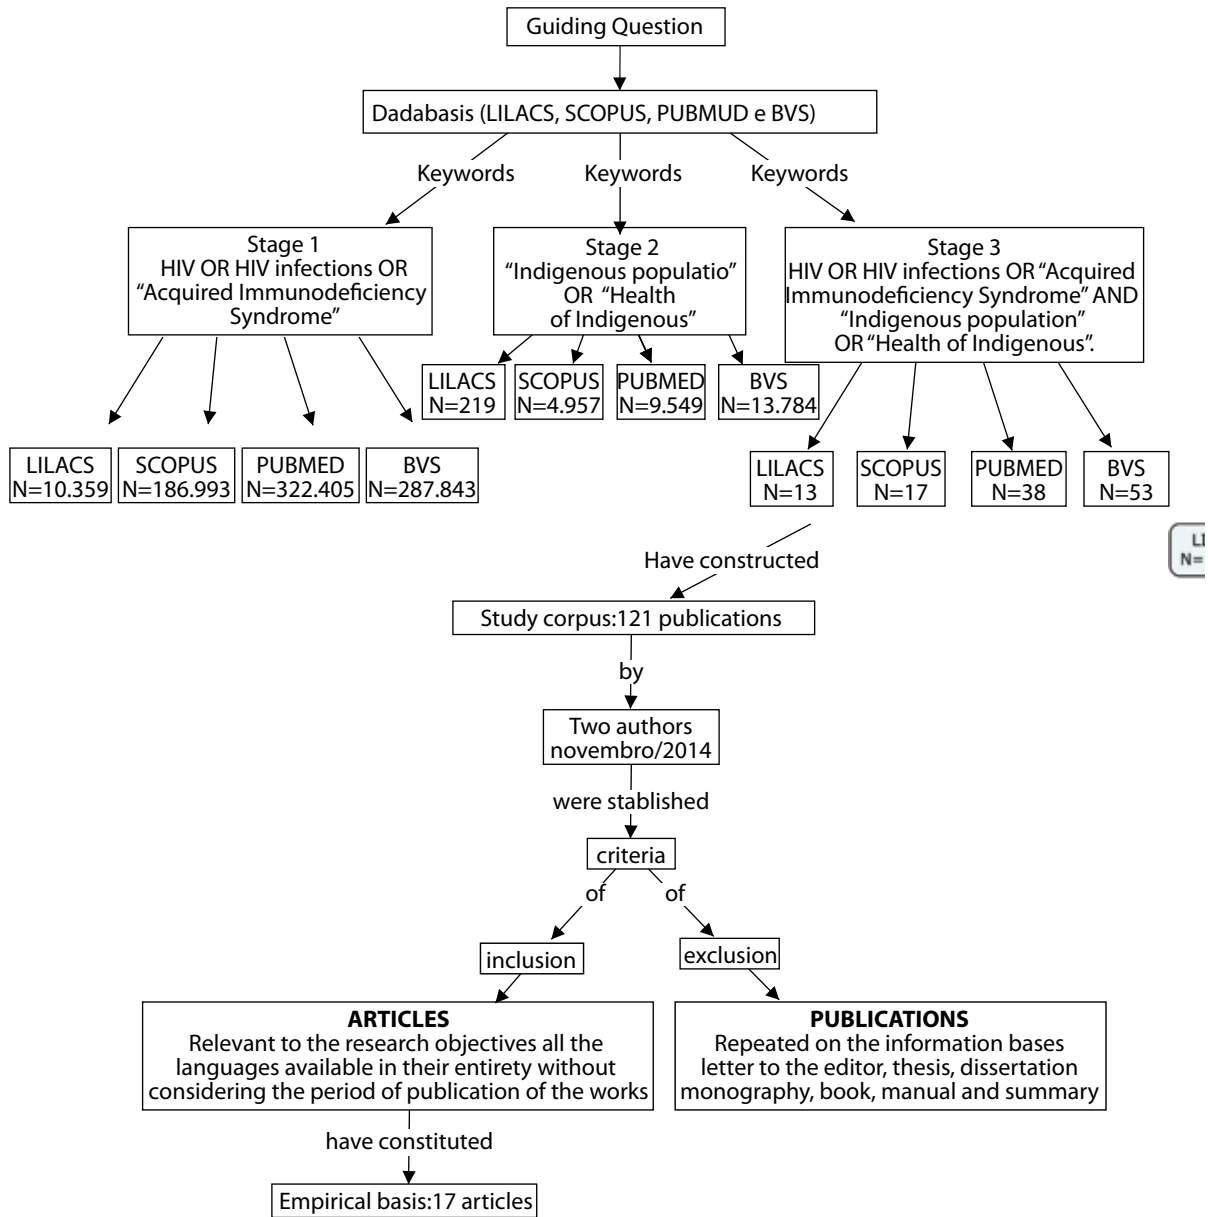 Guiding Question
Dadabasis (LILACS, SCOPUS, PUBMUD e BVS)
Keywords
Keywords
Keywords
Stage 1
HIV OR HIV infections OR
“Acquired Immunodeficiency
Syndrome”
Stage 2
“Indigenous populatio”
OR “Health
of Indigenous”
Stage 3
HIV OR HIV infections OR “Acquired
Immunodeficiency Syndrome” AND
“Indigenous population”
OR “Health of Indigenous”.
LILACS
N=219
SCOPUS
N=4.957
PUBMED
N=9.549
BVS
N=13.784
LILACS
N=10.359
SCOPUS
N=186.993
PUBMED
N=322.405
BVS
N=287.843
LILACS
N=13
SCOPUS
N=17
PUBMED
N=38
BVS
N=53
LI
N=
Have constructed
Study corpus:121 publications
by
Two authors
novembro/2014
were stablished
criteria
of
of
inclusion
exclusion
ARTICLES
Relevant to the research objectives all the
languages available in their entirety without
considering the period of publication of the works
PUBLICATIONS
Repeated on the information bases
letter to the editor, thesis, dissertation
monography, book, manual and summary
have constituted
Empirical basis:17 articles